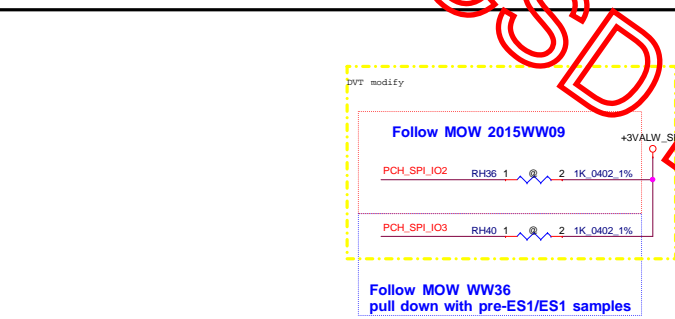 DVT modify
Follow MOW 2015WW09
+3VALW_S
PCH_SPI_IO2 RH36 1 @ 2 1K_0402_1%
PCH_SPI_IO3 RH40 1 @ 2 1K_0402_1%
Follow MOW WW36
pull down with pre-ES1/ES1 samples